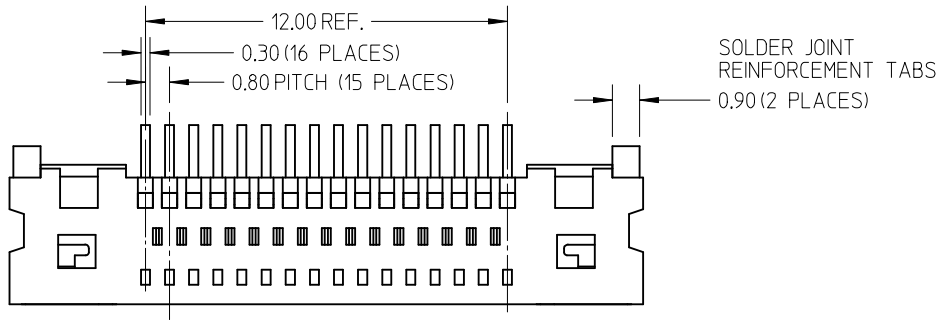 12.00 REF.
0.30 (16 PLACES)
0.80 PITCH (15 PLACES)
SOLDER JOINT
REINFORCEMENT TABS
0.90 (2 PLACES)